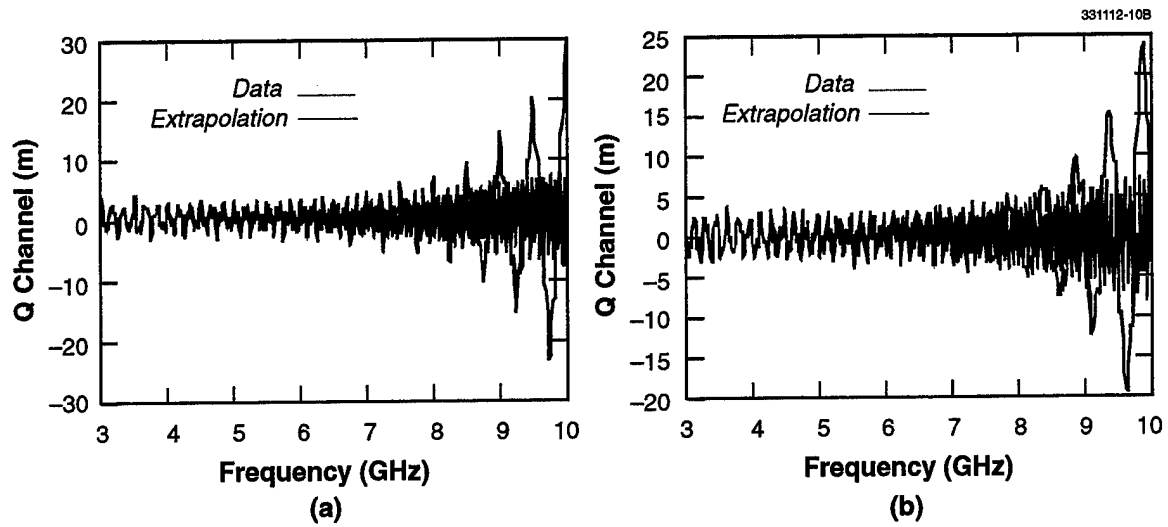 331112-10B
30
20
10
0
–10
–20
–30
Q Channel (m)
Data
Extrapolation
3 4 5 6 7 8 9 10
Frequency (GHz)
(a)
25
20
15
10
5
0
–5
–10
–15
–20
Q Channel (m)
Data
Extrapolation
3 4 5 6 7 8 9 10
Frequency (GHz)
(b)